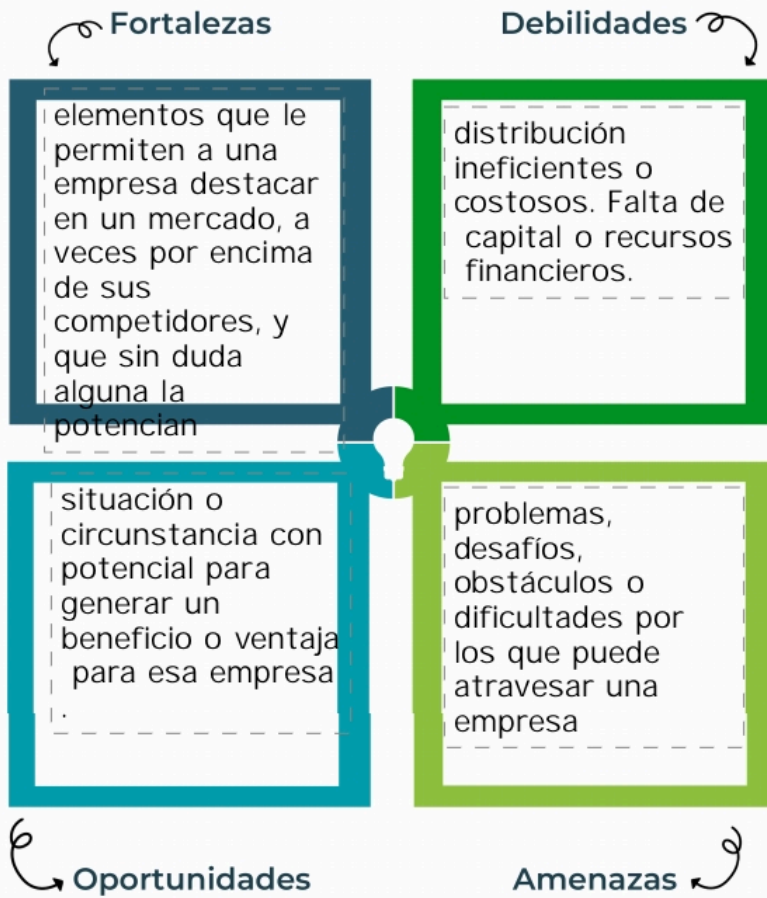 Fortalezas
elementos que le
permiten a una
empresa destacar
en un mercado, a
veces por encima
de sus
competidores, y
que sin duda
alguna la
potencian
Debilidades
distribución
ineficientes o
costosos. Falta de
capital o recursos
financieros.
situación o
circunstancia con
potencial para
generar un
beneficio o ventaja
para esa empresa
.
Oportunidades
problemas,
desafíos,
obstáculos o
dificultades por
los que puede
atravesar una
empresa
Amenazas